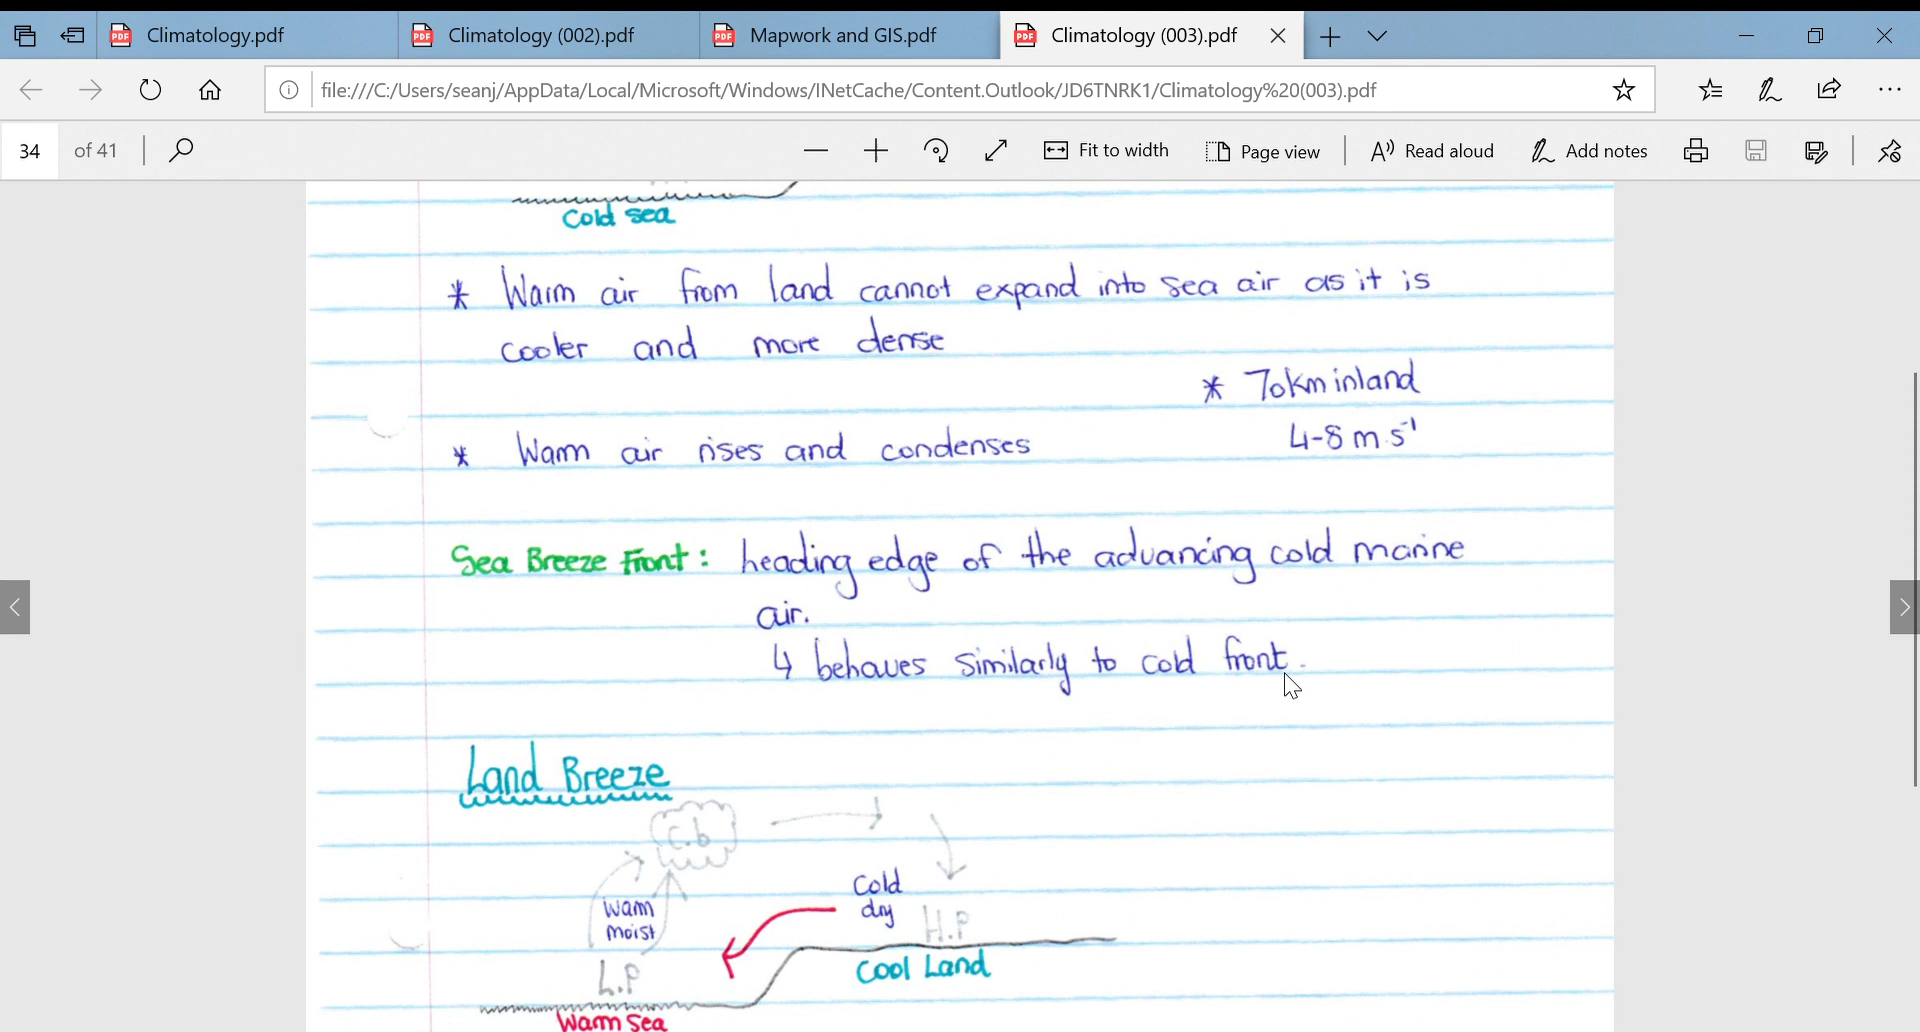 Climatology.pdf
Climatology (002).pdf
Mapwork and GIS.pdf
Climatology (003).pdf
file:///C:/Users/seanj/AppData/Local/Microsoft/Windows/INetCache/Content.Outlook/JD6TNRK1/Climatology%20(003).pdf
34 of 41
Fit to width
Page view
Read aloud
Add notes
Cold sea
* Warm air from land cannot expand into sea air as it is
cooler and more dense
* 70km inland
4-8 m.s⁻¹
* Warm air rises and condenses
Sea Breeze Front: heading edge of the advancing cold marine
air.
↳ behaves similarly to cold front.
Land Breeze
C.b
Cold
dry
H.P
Warm
moist
L.P
Cool Land
Warm Sea